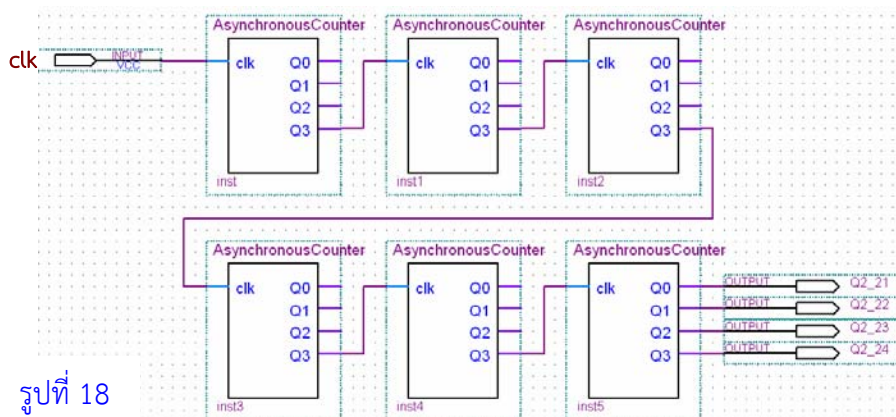 AsynchronousCounter AsynchronousCounter AsynchronousCounter
clk INPUT VCC
clk Q0 Q1 Q2 Q3
inst
clk Q0 Q1 Q2 Q3
inst1
clk Q0 Q1 Q2 Q3
inst2
AsynchronousCounter AsynchronousCounter AsynchronousCounter
clk Q0 Q1 Q2 Q3
inst3
clk Q0 Q1 Q2 Q3
inst4
clk Q0 Q1 Q2 Q3
inst5
OUTPUT Q2_21
OUTPUT Q2_22
OUTPUT Q2_23
OUTPUT Q2_24
รูปที่ 18